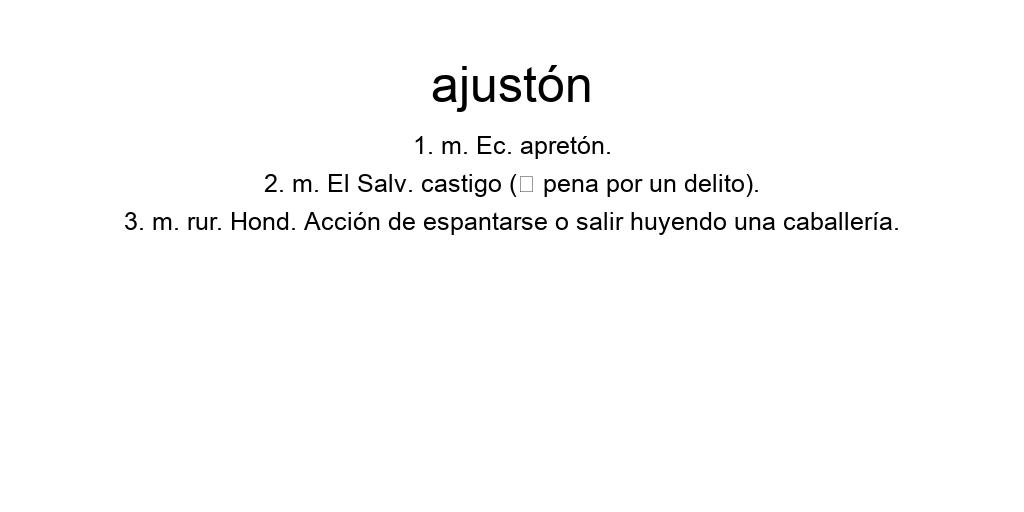 ajustón
1. m. Ec. apretón.
2. m. El Salv. castigo (□ pena por un delito).
3. m. rur. Hond. Acción de espantarse o salir huyendo una caballería.